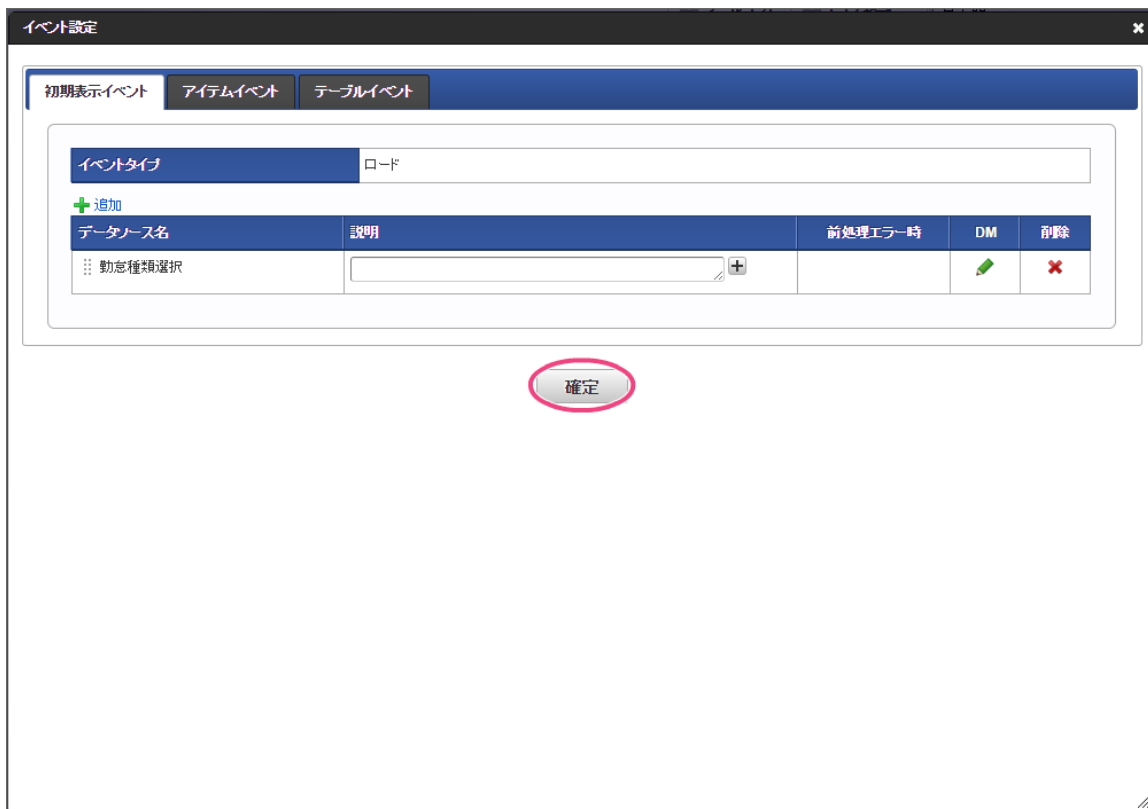 イベント設定
初期表示イベント アイテムイベント テーブルイベント
イベントタイプ ロード
追加
データソース名 説明 前処理エラー時 DM 削除
勤怠種類選択
確定